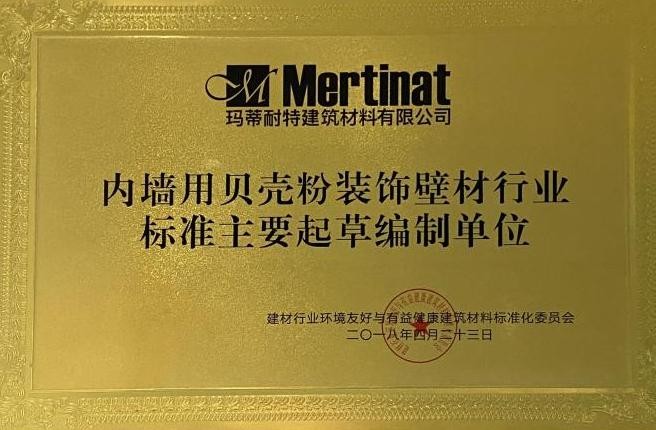 M Mertinat
玛蒂耐特建筑材料有限公司
内墙用贝壳粉装饰壁材行业
标准主要起草编制单位
建材行业环境友好与有益健康建筑材料标准化委员会
二〇一八年四月二十三日